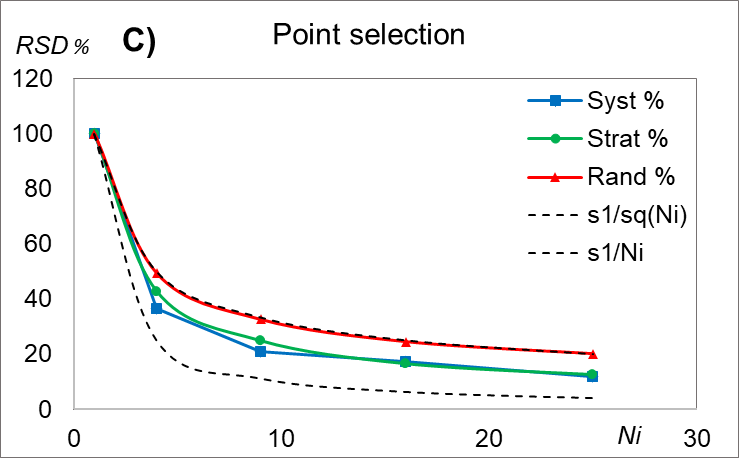 RSD %
C)
Point selection
120
100
80
60
40
20
0
Syst %
Strat %
Rand %
s1/sq(Ni)
s1/Ni
0
10
20
Ni
30